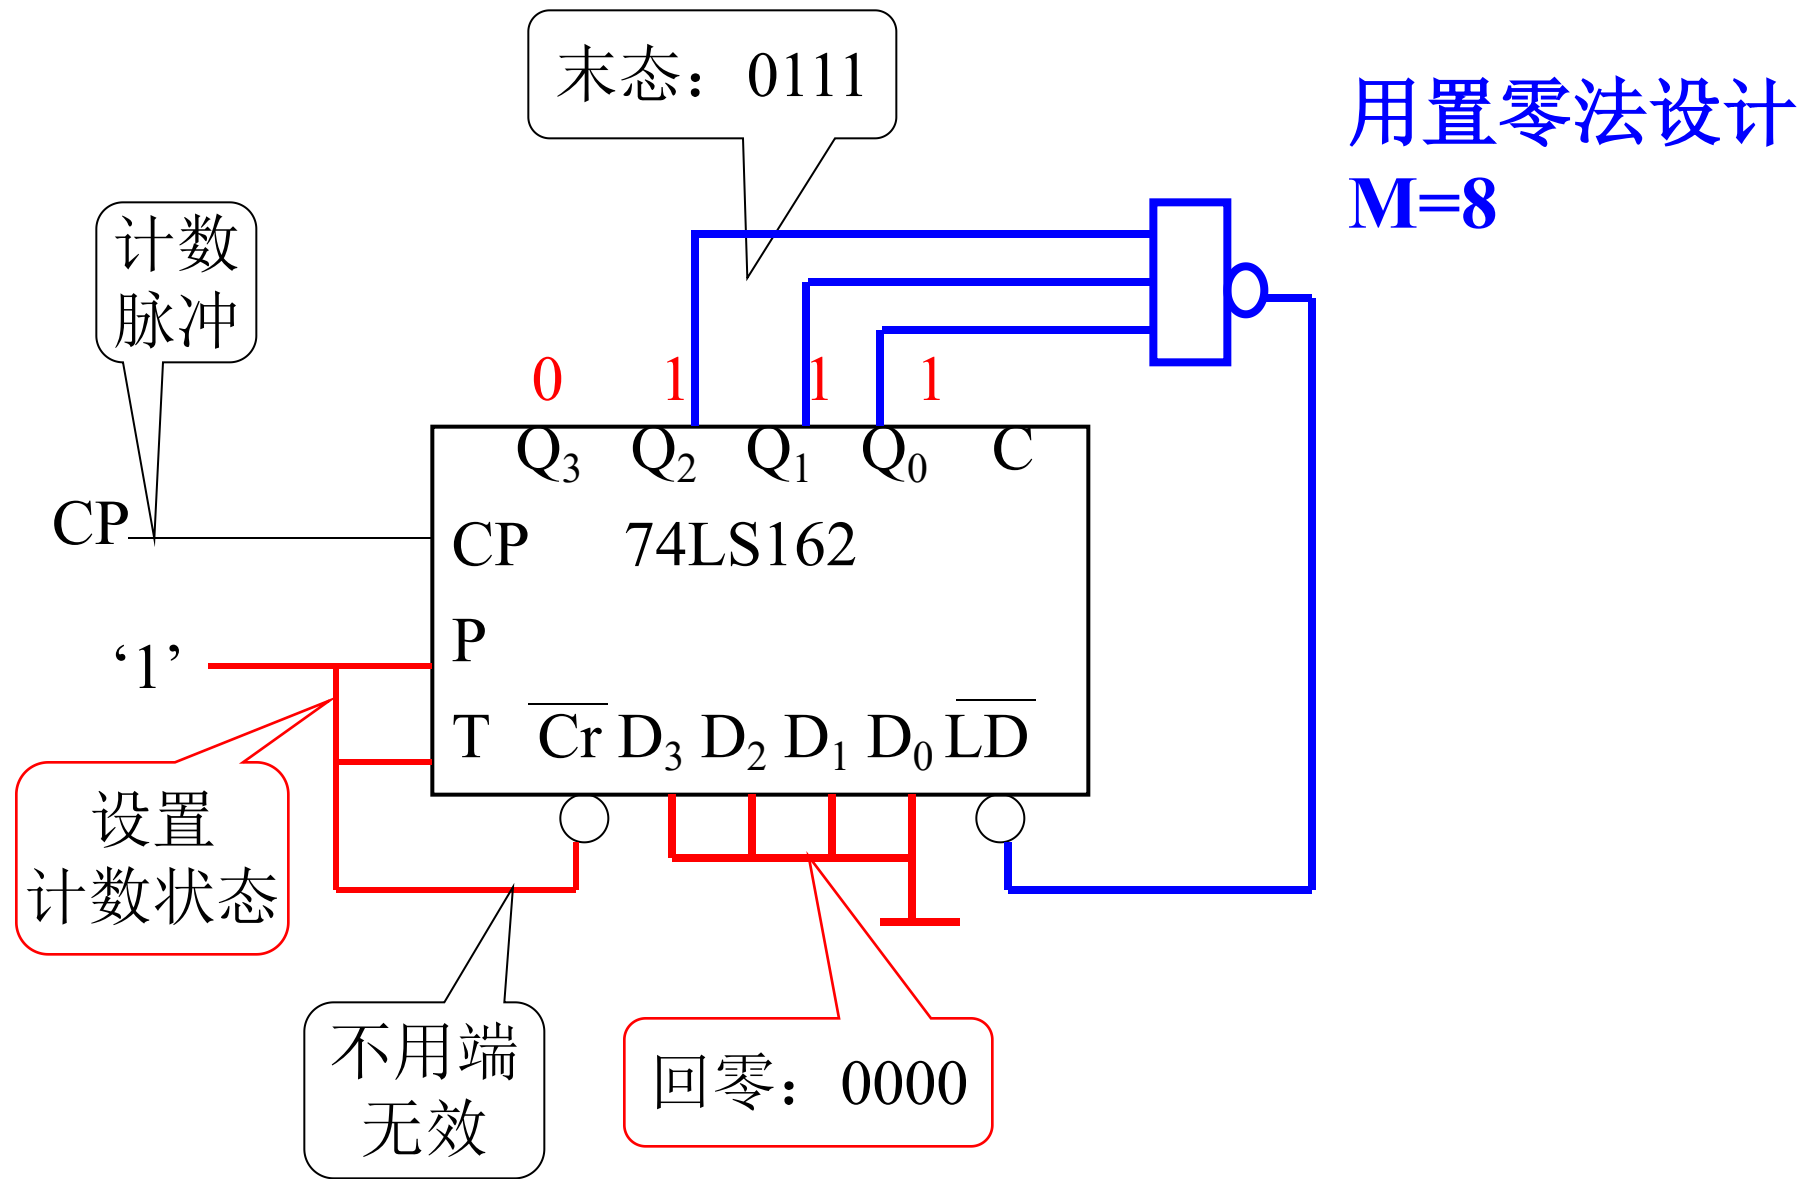 末态：0111
用置零法设计
M=8
计数
脉冲
0 1 1 1
Q3 Q2 Q1 Q0 C
CP
CP 74LS162
P
‘1’
T Cr D3 D2 D1 D0 LD
设置
计数状态
不用端
无效
回零：0000